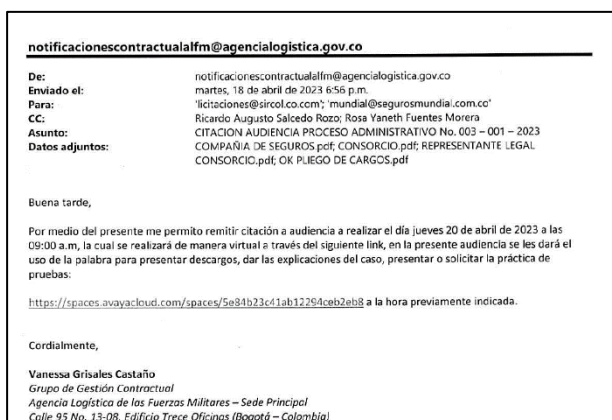 notificacionescontractualalfm@agencialogistica.gov.co
De: notificacionescontractualalfm@agencialogistica.gov.co
Enviado el: martes, 18 de abril de 2023 6:56 p.m.
Para: 'licitaciones@sircol.co.com'; 'mundial@segurosmundial.com.co'
CC: Ricardo Augusto Salcedo Rozo; Rosa Yaneth Fuentes Morera
Asunto: CITACION AUDIENCIA PROCESO ADMINISTRATIVO No. 003 – 001 – 2023
Datos adjuntos: COMPAÑIA DE SEGUROS.pdf; CONSORCIO.pdf; REPRESENTANTE LEGAL
CONSORCIO.pdf; OK PLIEGO DE CARGOS.pdf
Buena tarde,
Por medio del presente me permito remitir citación a audiencia a realizar el día jueves 20 de abril de 2023 a las
09:00 a.m, la cual se realizará de manera virtual a través del siguiente link, en la presente audiencia se les dará el
uso de la palabra para presentar descargos, dar las explicaciones del caso, presentar o solicitar la práctica de
pruebas:
https://spaces.avayacloud.com/spaces/5e84b23c41ab12294ceb2eb8 a la hora previamente indicada.
Cordialmente,
Vanessa Grisales Castaño
Grupo de Gestión Contractual
Agencia Logística de las Fuerzas Militares – Sede Principal
Calle 95 No. 13-08, Edificio Trece Oficinas (Bogotá – Colombia)